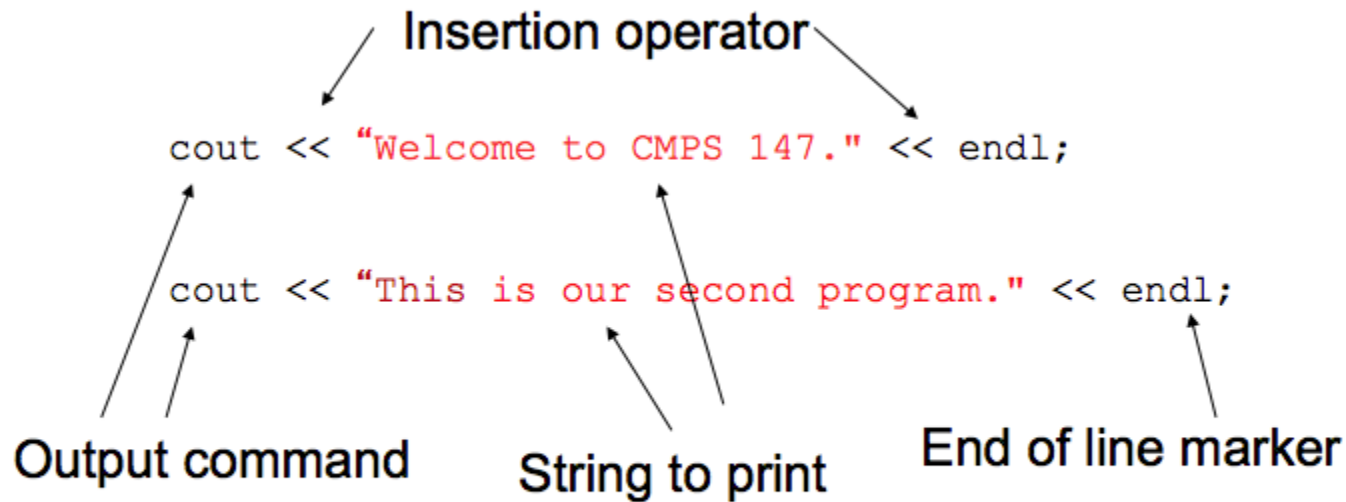 Insertion operator
cout << “Welcome to CMPS 147." << endl;
cout << “This is our second program." << endl;
Output command
String to print
End of line marker